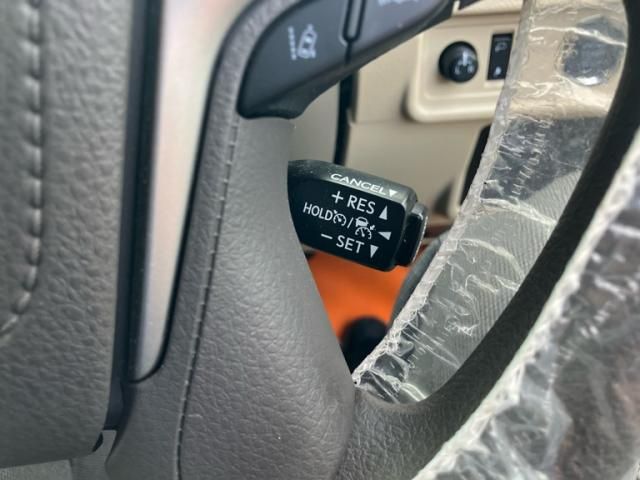 CANCEL▼
+ RES ▲
HOLD / ◀
- SET ▼